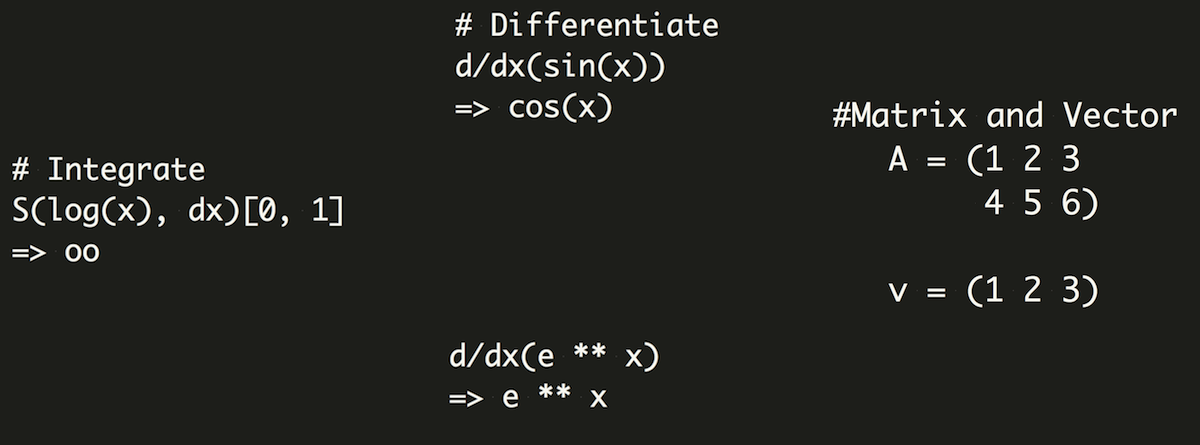 # Integrate
S(log(x), dx)[0, 1]
=> oo
# Differentiate
d/dx(sin(x))
=> cos(x)
d/dx(e ** x)
=> e ** x
#Matrix and Vector
A = (1 2 3
4 5 6)
v = (1 2 3)